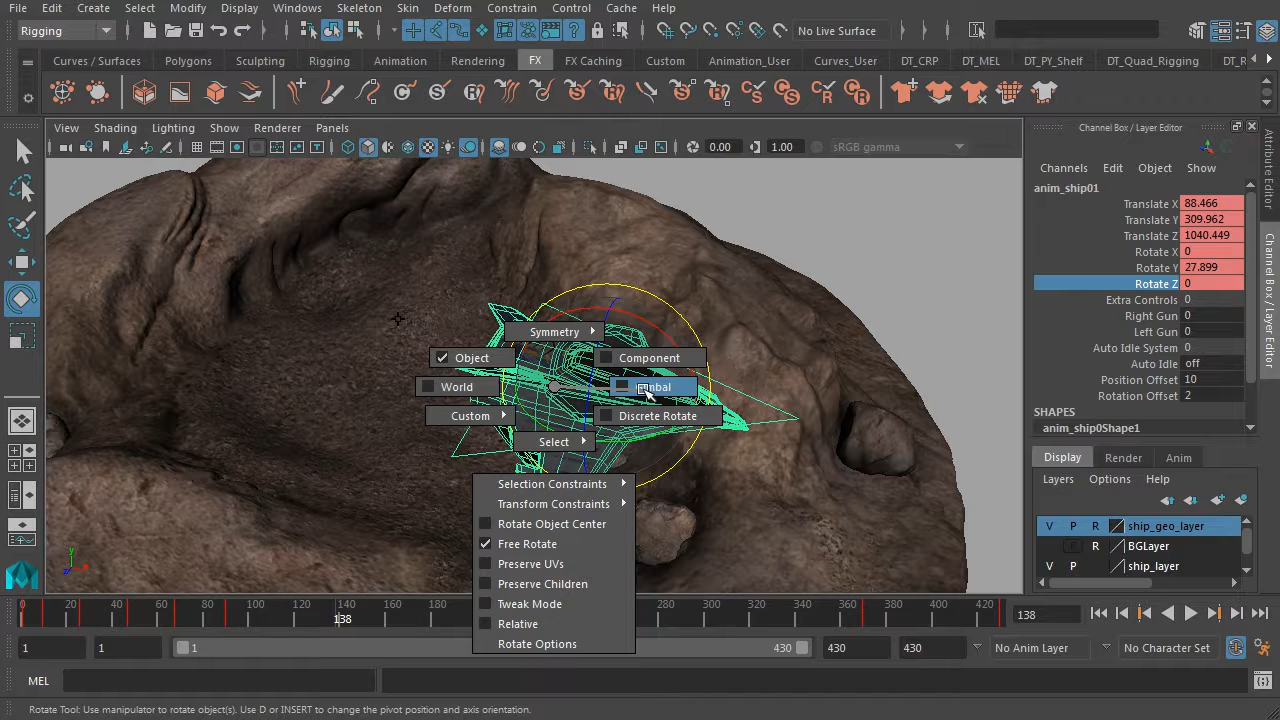 File Edit Create Select Modify Display Windows Skeleton Skin Deform Constrain Control Cache Help
Rigging No Live Surface
Curves / Surfaces Polygons Sculpting Rigging Animation Rendering FX FX Caching Custom Animation_User Curves_User DT_CRP DT_MEL DT_PY_Shelf DT_Quad_Rigging DT_R
View Shading Lighting Show Renderer Panels
0.00 1.00 sRGB gamma
Channel Box / Layer Editor
Channels Edit Object Show
anim_ship01
Translate X 88.466
Translate Y 309.962
Translate Z 1040.449
Rotate X 0
Rotate Y 27.899
Rotate Z 0
Extra Controls 0
Right Gun 0
Left Gun 0
Auto Idle System 0
Auto Idle off
Position Offset 10
Rotation Offset 2
SHAPES
anim_ship0Shape1
Attribute Editor
Channel Box / Layer Editor
Symmetry
Object Component
World
Custom Discrete Rotate
Select
Selection Constraints
Transform Constraints
Rotate Object Center
Free Rotate
Preserve UVs
Preserve Children
Tweak Mode
Relative
Rotate Options
Display Render Anim
Layers Options Help
V P R ship_geo_layer
R BGLayer
V P ship_layer
y
z x
20 40 60 80 100 120 140 160 180 280 300 320 340 360 380 400 420
138 138
1 1 1 430 430 430 No Anim Layer No Character Set
MEL
Rotate Tool: Use manipulator to rotate object(s). Use D or INSERT to change the pivot position and axis orientation.